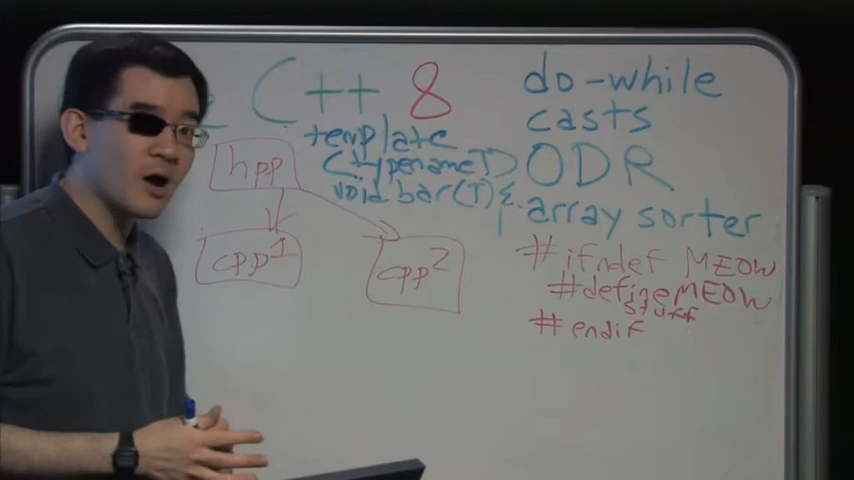 C++ 8
do-while
casts
ODR
array sorter
template
<typename T>
void bar(T) {
hpp
cpp1
cpp2
#ifndef MEOW
#define MEOW
stuff
#endif